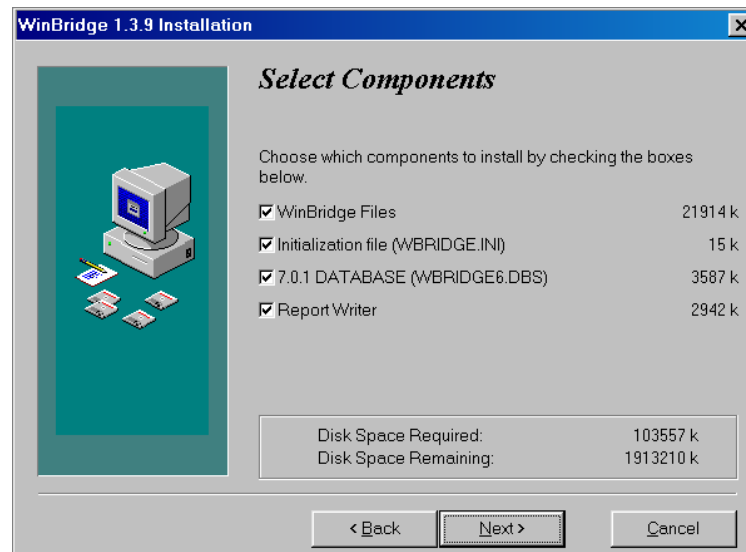 WinBridge 1.3.9 Installation
Select Components
Choose which components to install by checking the boxes
below.
WinBridge Files 21914 k
Initialization file (WBRIDGE.INI) 15 k
7.0.1 DATABASE (WBRIDGE6.DBS) 3587 k
Report Writer 2942 k
Disk Space Required: 103557 k
Disk Space Remaining: 1913210 k
< Back Next > Cancel